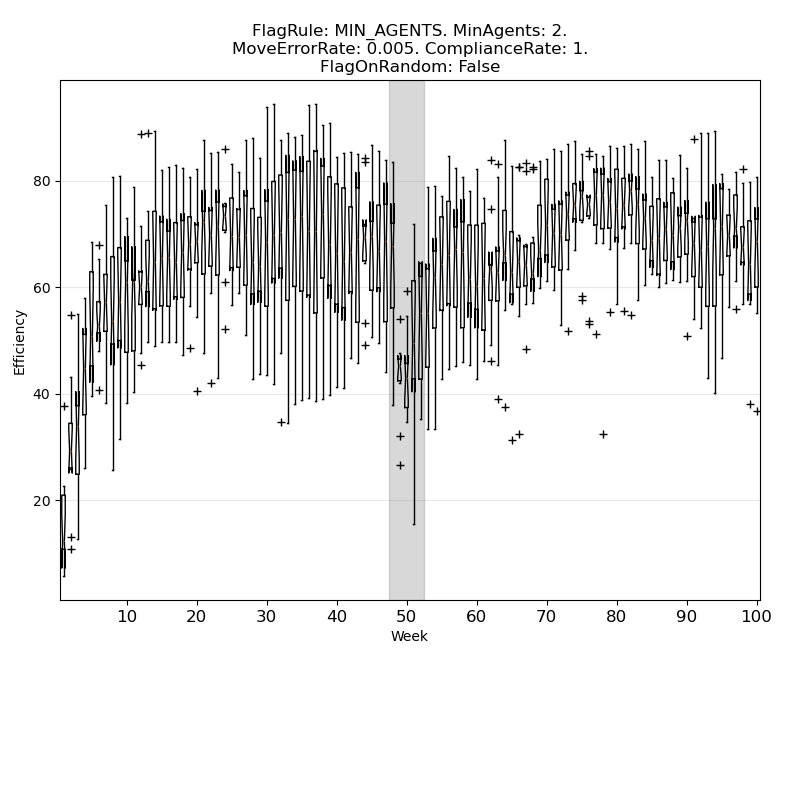 FlagRule: MIN_AGENTS. MinAgents: 2.
MoveErrorRate: 0.005. ComplianceRate: 1.
FlagOnRandom: False
80
60
40
20
Efficiency
10 20 30 40 50 60 70 80 90 100
Week